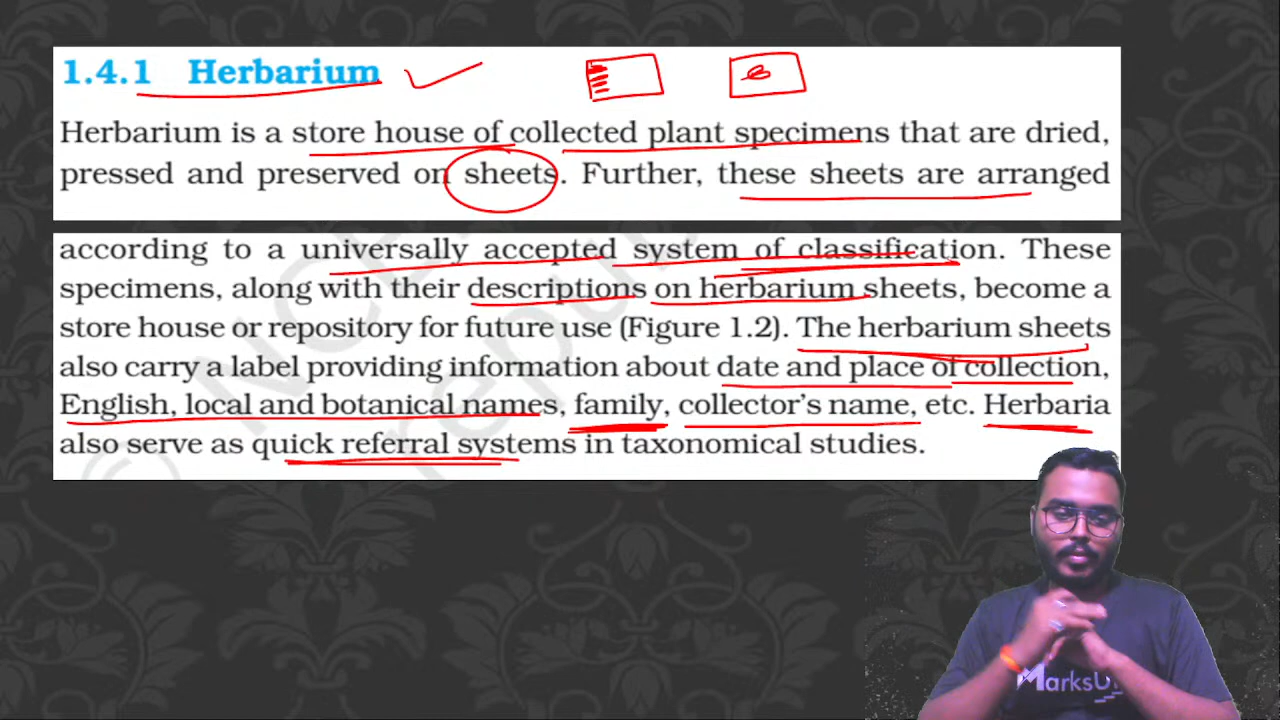 1.4.1 Herbarium
Herbarium is a store house of collected plant specimens that are dried,
pressed and preserved on sheets. Further, these sheets are arranged
according to a universally accepted system of classification. These
specimens, along with their descriptions on herbarium sheets, become a
store house or repository for future use (Figure 1.2). The herbarium sheets
also carry a label providing information about date and place of collection,
English, local and botanical names, family, collector's name, etc. Herbaria
also serve as quick referral systems in taxonomical studies.